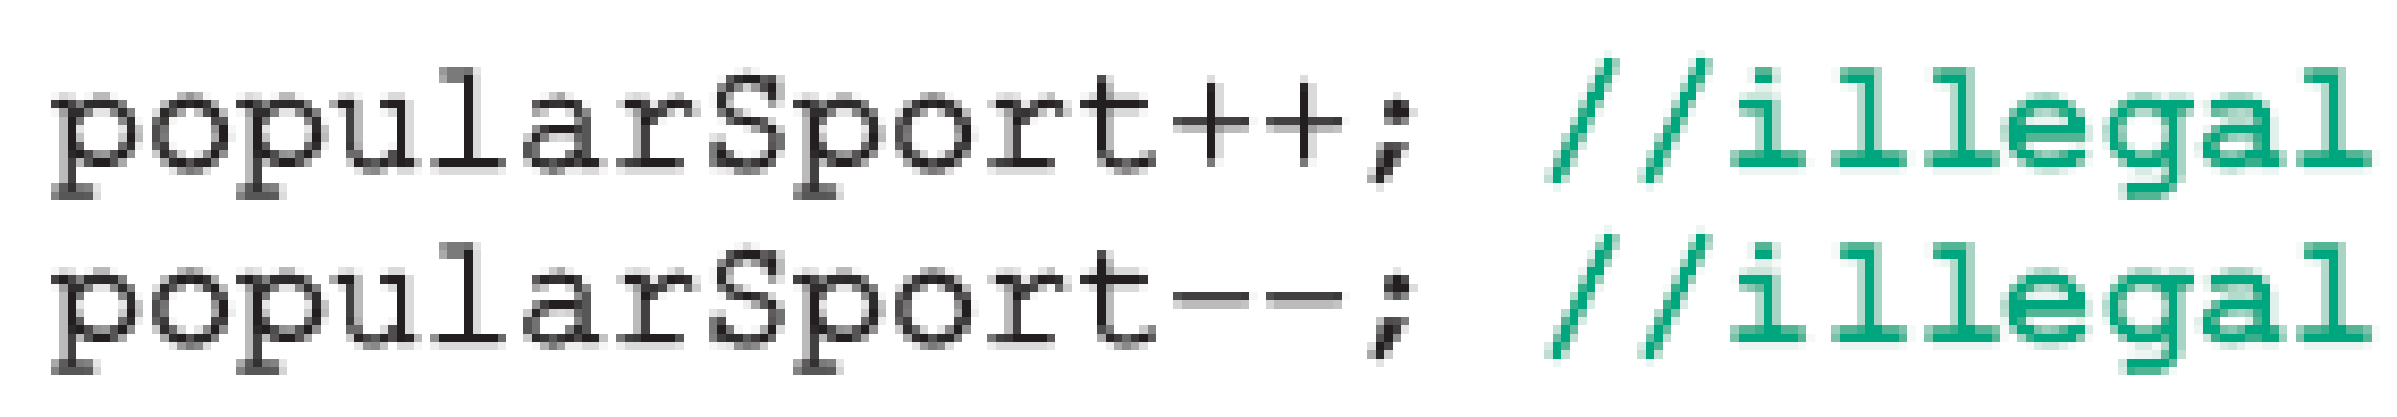 popularSport++; //illegal
popularSport--; //illegal